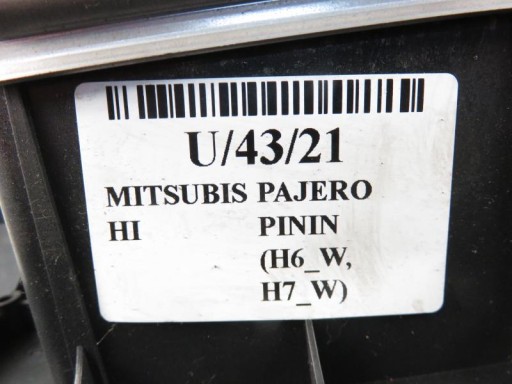 U/43/21
MITSUBIS PAJERO
HI PININ
(H6_W,
H7_W)